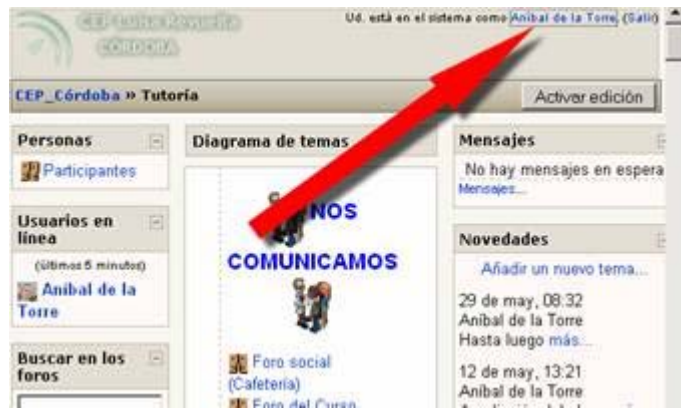 CEP Luisa Revuelta
CÓRDOBA
Ud. está en el sistema como Aníbal de la Torre (Salir)
CEP_Córdoba » Tutoría
Activar edición
Personas
Participantes
Usuarios en
línea
(últimos 5 minutos)
Aníbal de la
Torre
Buscar en los
foros
Diagrama de temas
NOS
COMUNICAMOS
Foro social
(Cafetería)
Foro del Curso
Mensajes
No hay mensajes en espera
Mensajes...
Novedades
Añadir un nuevo tema...
29 de may, 08:32
Aníbal de la Torre
Hasta luego más...
12 de may, 13:21
Aníbal de la Torre